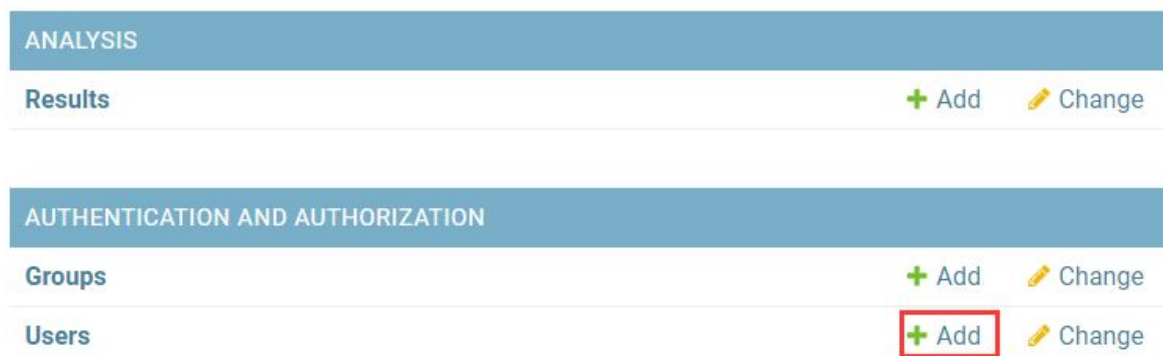 ANALYSIS
Results Add Change
AUTHENTICATION AND AUTHORIZATION
Groups Add Change
Users Add Change